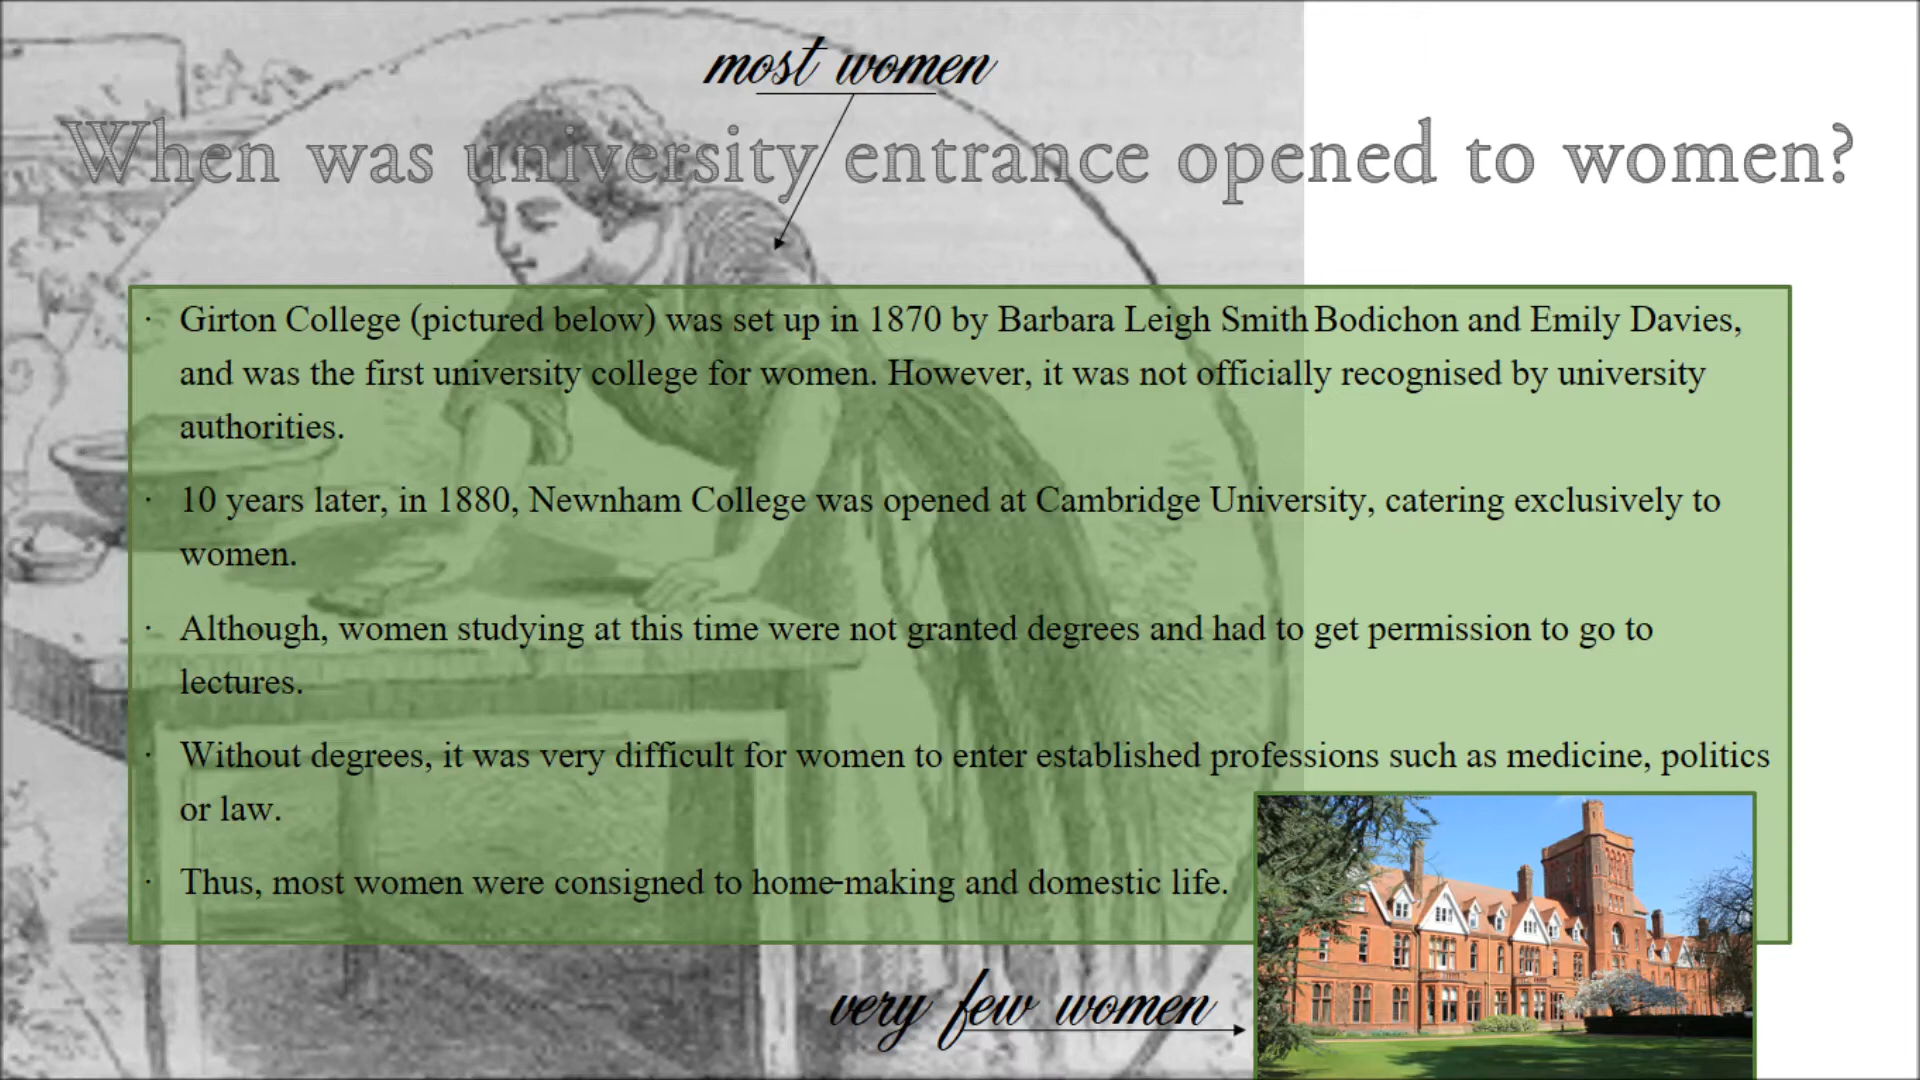 most women
When was university entrance opened to women?
· Girton College (pictured below) was set up in 1870 by Barbara Leigh Smith Bodichon and Emily Davies,
and was the first university college for women. However, it was not officially recognised by university
authorities.
· 10 years later, in 1880, Newnham College was opened at Cambridge University, catering exclusively to
women.
· Although, women studying at this time were not granted degrees and had to get permission to go to
lectures.
· Without degrees, it was very difficult for women to enter established professions such as medicine, politics
or law.
· Thus, most women were consigned to home-making and domestic life.
very few women